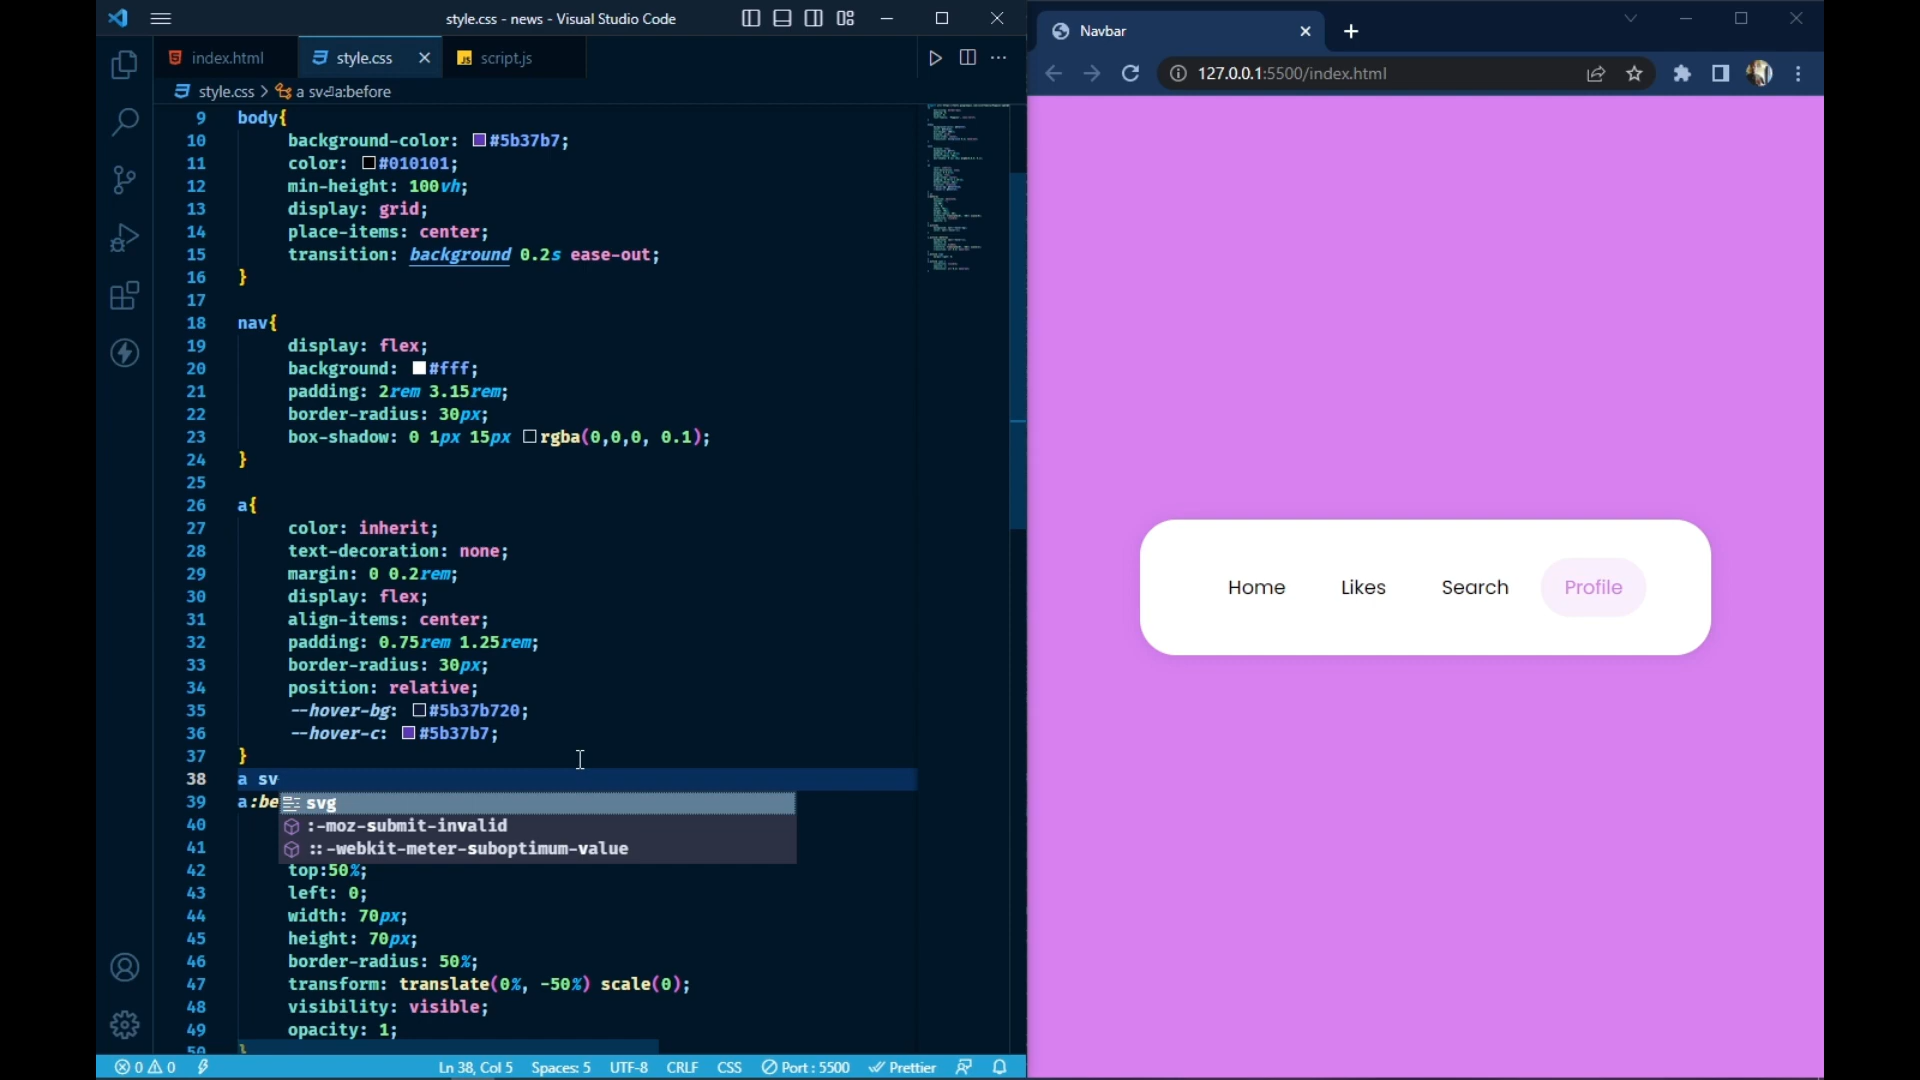 style.css - news - Visual Studio Code
index.html
style.css
script.js
style.css > a sv⏎a:before
9 body{
10 background-color: #5b37b7;
11 color: #010101;
12 min-height: 100vh;
13 display: grid;
14 place-items: center;
15 transition: background 0.2s ease-out;
16 }
17
18 nav{
19 display: flex;
20 background: #fff;
21 padding: 2rem 3.15rem;
22 border-radius: 30px;
23 box-shadow: 0 1px 15px rgba(0,0,0, 0.1);
24 }
25
26 a{
27 color: inherit;
28 text-decoration: none;
29 margin: 0 0.2rem;
30 display: flex;
31 align-items: center;
32 padding: 0.75rem 1.25rem;
33 border-radius: 30px;
34 position: relative;
35 --hover-bg: #5b37b720;
36 --hover-c: #5b37b7;
37 }
38 a sv
39 a:be
svg
40
:-moz-submit-invalid
41
::-webkit-meter-suboptimum-value
42 top:50%;
43 left: 0;
44 width: 70px;
45 height: 70px;
46 border-radius: 50%;
47 transform: translate(0%, -50%) scale(0);
48 visibility: visible;
49 opacity: 1;
50 }
0 0
Ln 38, Col 5
Spaces: 5
UTF-8
CRLF
CSS
Port : 5500
Prettier
Navbar
127.0.0.1:5500/index.html
Home
Likes
Search
Profile